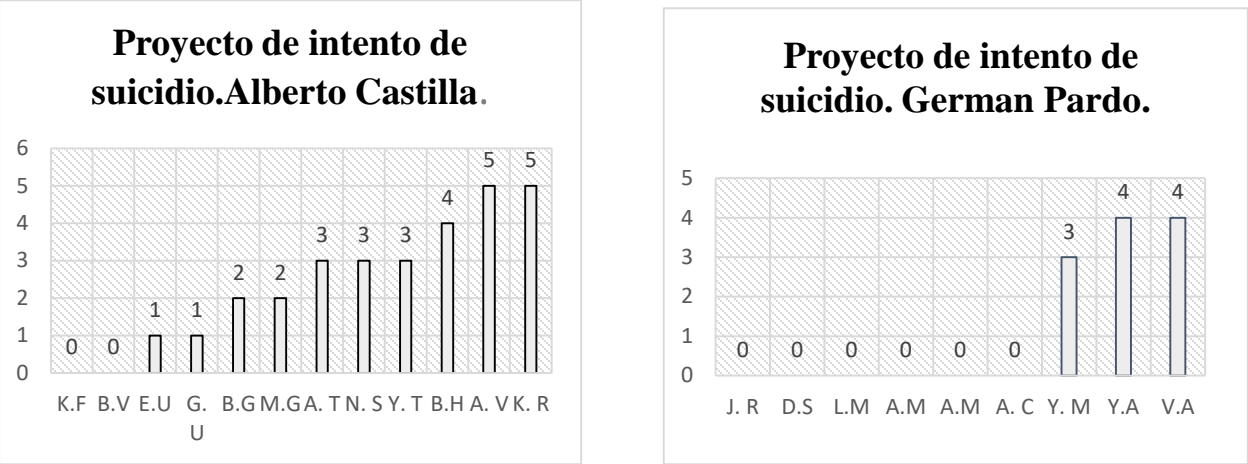 Proyecto de intento de
suicidio.Alberto Castilla.
6
5
4
3
2
1
0
0 0 1 1 2 2 3 3 3 4 5 5
K.F B.V E.U G. U B.G M.G A. T N. S Y. T B.H A. V K. R
Proyecto de intento de
suicidio. German Pardo.
5
4
3
2
1
0
0 0 0 0 0 0 3 4 4
J. R D.S L.M A.M A.M A. C Y. M Y.A V.A